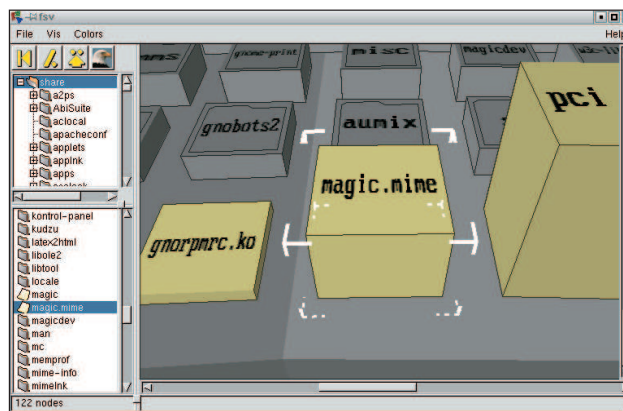 fsv
File Vis Colors Help
share
a2ps
AbiSuite
aclocal
apacheconf
applets
applnk
apps
kontrol-panel
kudzu
latex2html
libole2
libtool
locale
magic
magic.mime
magicdev
man
mc
memprof
mime-info
mimelnk
122 nodes
gnome-print
misc
magicdev
gnobots2
aumix
pci
magic.mime
gnorpmrc.ko